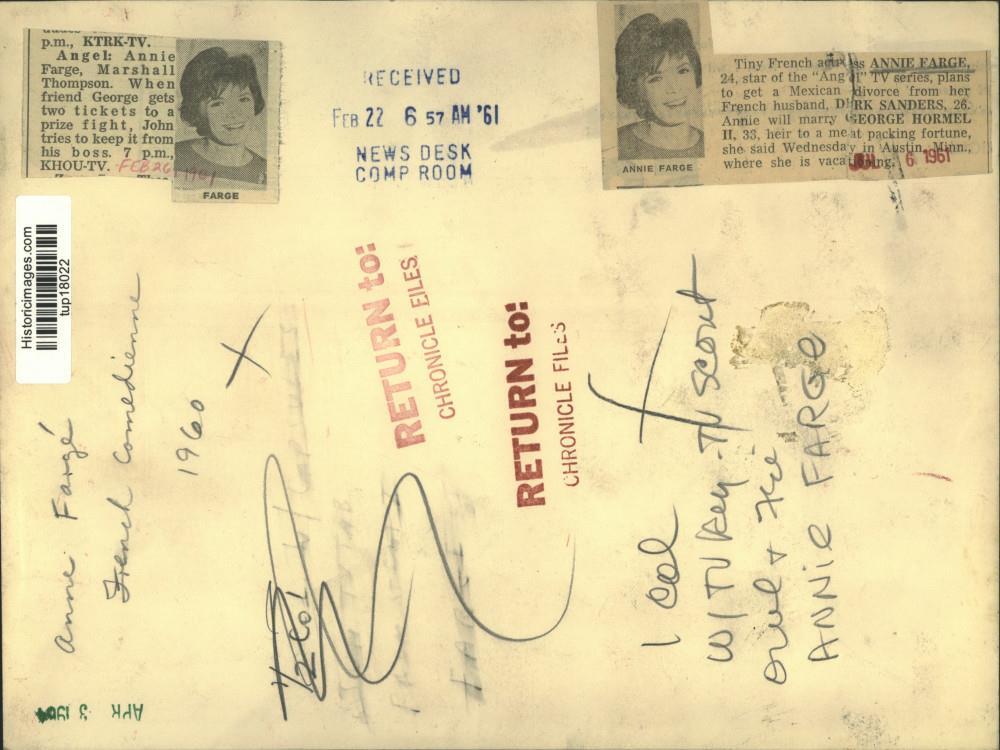 p.m., KTRK-TV.
Angel: Annie
Farge, Marshall
Thompson. When
friend George gets
two tickets to a
prize fight, John
tries to keep it from
his boss. 7 p.m.,
KHOU-TV. FEB 26 1961
FARGE
RECEIVED
FEB 22 6 57 AM '61
NEWS DESK
COMP ROOM
ANNIE FARGE
Tiny French actress ANNIE FARGE,
24, star of the "Angel" TV series, plans
to get a Mexican divorce from her
French husband, DIRK SANDERS, 26.
Annie will marry GEORGE HORMEL
II, 33, heir to a meat packing fortune,
she said Wednesday in Austin, Minn.,
where she is vacationing.
JUL 6 1961
Historicimages.com
tup18022
Anne Fargé
French Comedienne
1960
RETURN to:
CHRONICLE FILES
RETURN to:
CHRONICLE FILES
1 col
W/TV Key-TV Scout
ANNIE FARGE
APR 3